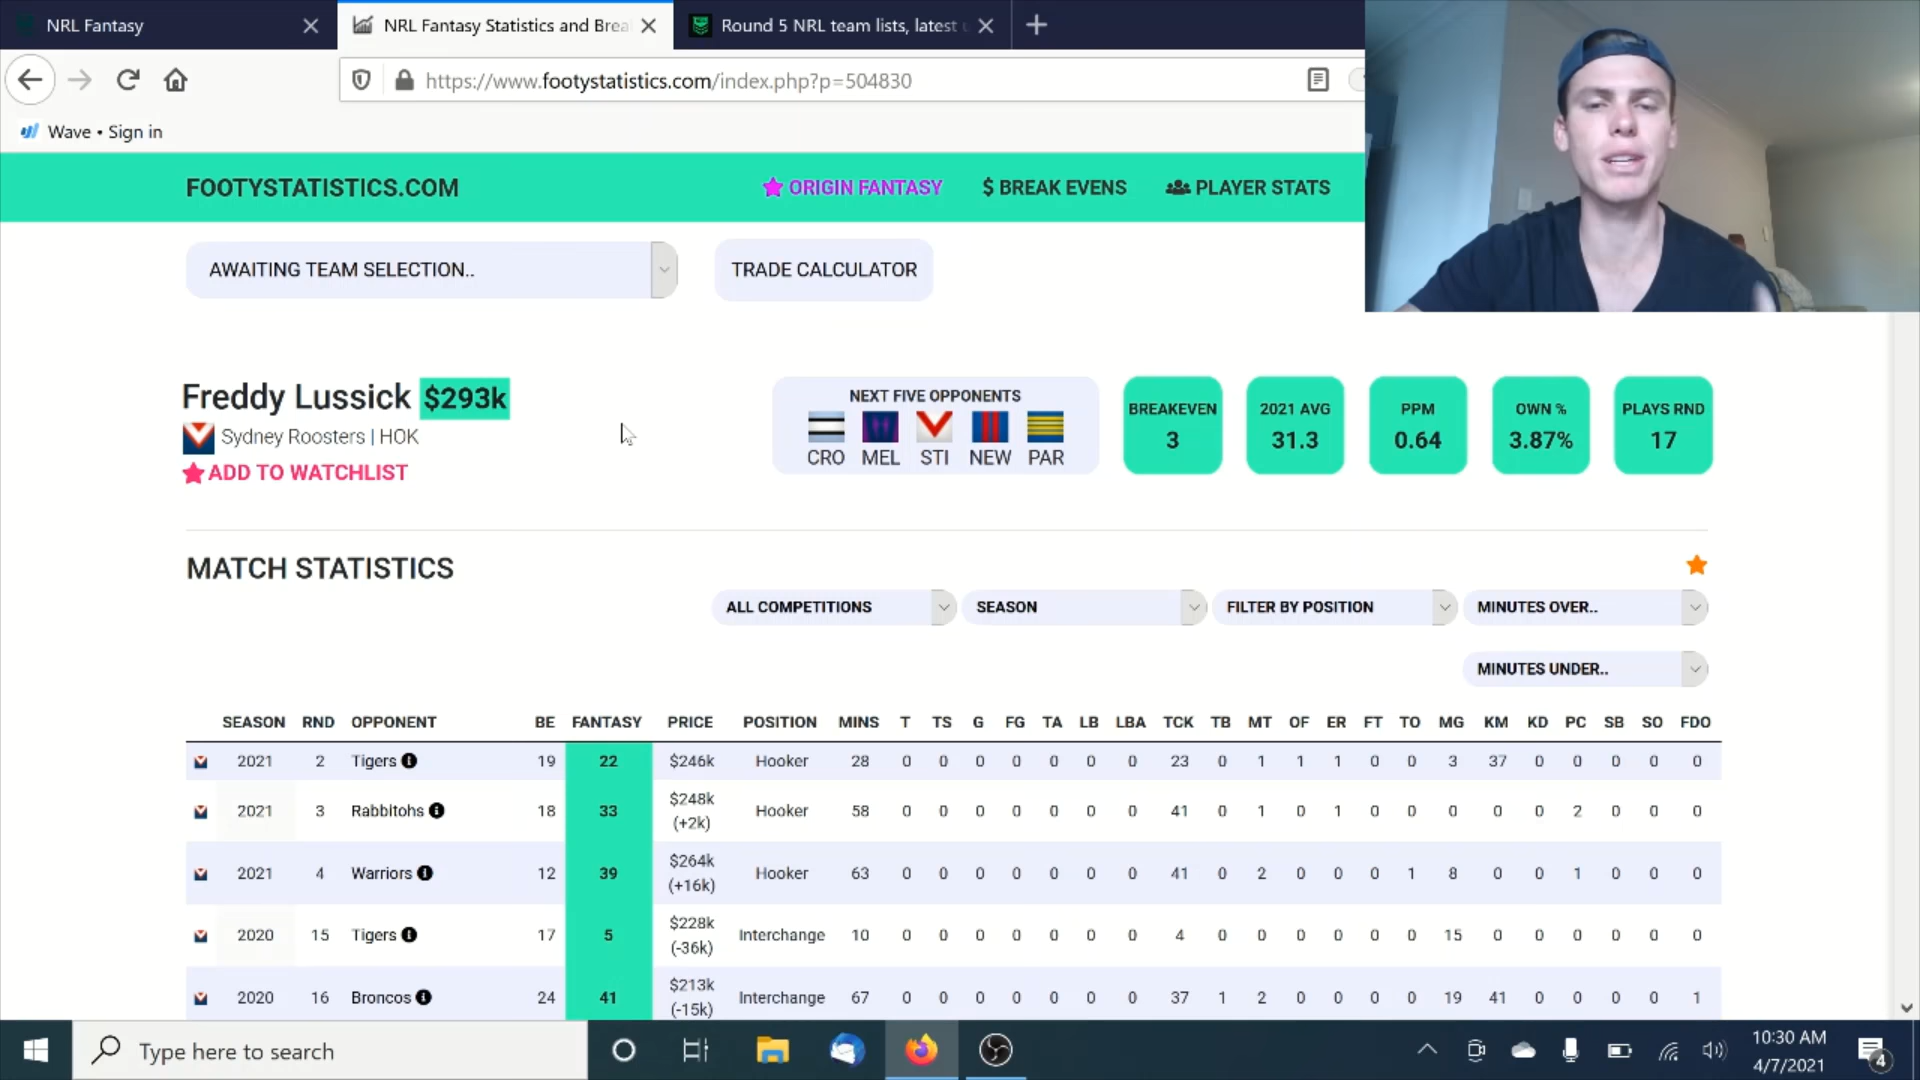 NRL Fantasy
NRL Fantasy Statistics and Brea
Round 5 NRL team lists, latest
https://www.footystatistics.com/index.php?p=504830
Wave • Sign in
FOOTYSTATISTICS.COM
ORIGIN FANTASY
$ BREAK EVENS
PLAYER STATS
AWAITING TEAM SELECTION..
TRADE CALCULATOR
Freddy Lussick $293k
Sydney Roosters | HOK
ADD TO WATCHLIST
NEXT FIVE OPPONENTS
CRO MEL STI NEW PAR
BREAKEVEN
3
2021 AVG
31.3
PPM
0.64
OWN %
3.87%
PLAYS RND
17
MATCH STATISTICS
ALL COMPETITIONS SEASON FILTER BY POSITION MINUTES OVER..
MINUTES UNDER..
SEASON RND OPPONENT BE FANTASY PRICE POSITION MINS T TS G FG TA LB LBA TCK TB MT OF ER FT TO MG KM KD PC SB SO FDO
2021 2 Tigers 19 22 $246k Hooker 28 0 0 0 0 0 0 0 23 0 1 1 1 0 0 3 37 0 0 0 0 0
2021 3 Rabbitohs 18 33 $248k (+2k) Hooker 58 0 0 0 0 0 0 0 41 0 1 0 1 0 0 0 0 0 2 0 0 0
2021 4 Warriors 12 39 $264k (+16k) Hooker 63 0 0 0 0 0 0 0 41 0 2 0 0 0 1 8 0 0 1 0 0 0
2020 15 Tigers 17 5 $228k (-36k) Interchange 10 0 0 0 0 0 0 0 4 0 0 0 0 0 0 15 0 0 0 0 0 0
2020 16 Broncos 24 41 $213k (-15k) Interchange 67 0 0 0 0 0 0 0 37 1 2 0 0 0 0 19 41 0 0 0 0 1
Type here to search
10:30 AM
4/7/2021
4